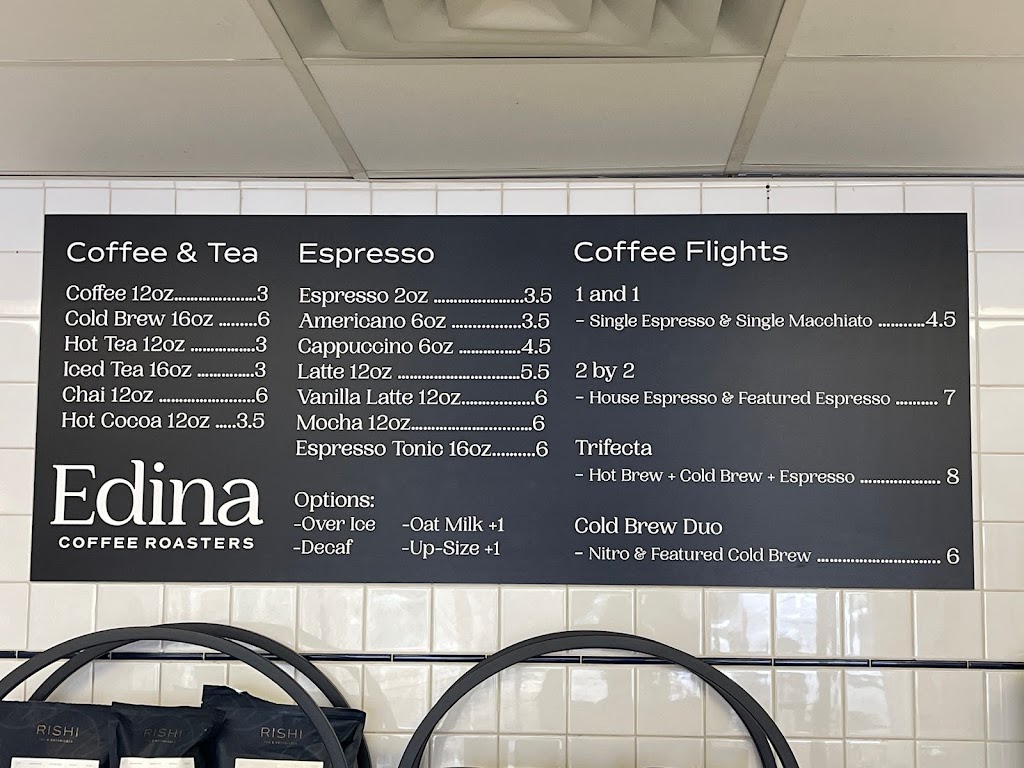 Coffee & Tea
Coffee 12oz.....................3
Cold Brew 16oz .........6
Hot Tea 12oz .................3
Iced Tea 16oz .............3
Chai 12oz ........................6
Hot Cocoa 12oz .....3.5
Edina
COFFEE ROASTERS
Espresso
Espresso 2oz .......................3.5
Americano 6oz ..................3.5
Cappuccino 6oz ................4.5
Latte 12oz ...............................5.5
Vanilla Latte 12oz...................6
Mocha 12oz...............................6
Espresso Tonic 16oz..........6
Options:
-Over Ice -Oat Milk +1
-Decaf -Up-Size +1
Coffee Flights
1 and 1
- Single Espresso & Single Macchiato ...........4.5
2 by 2
- House Espresso & Featured Espresso .......... 7
Trifecta
- Hot Brew + Cold Brew + Espresso .................... 8
Cold Brew Duo
- Nitro & Featured Cold Brew ............................... 6
RISHI
RISHI
RISHI